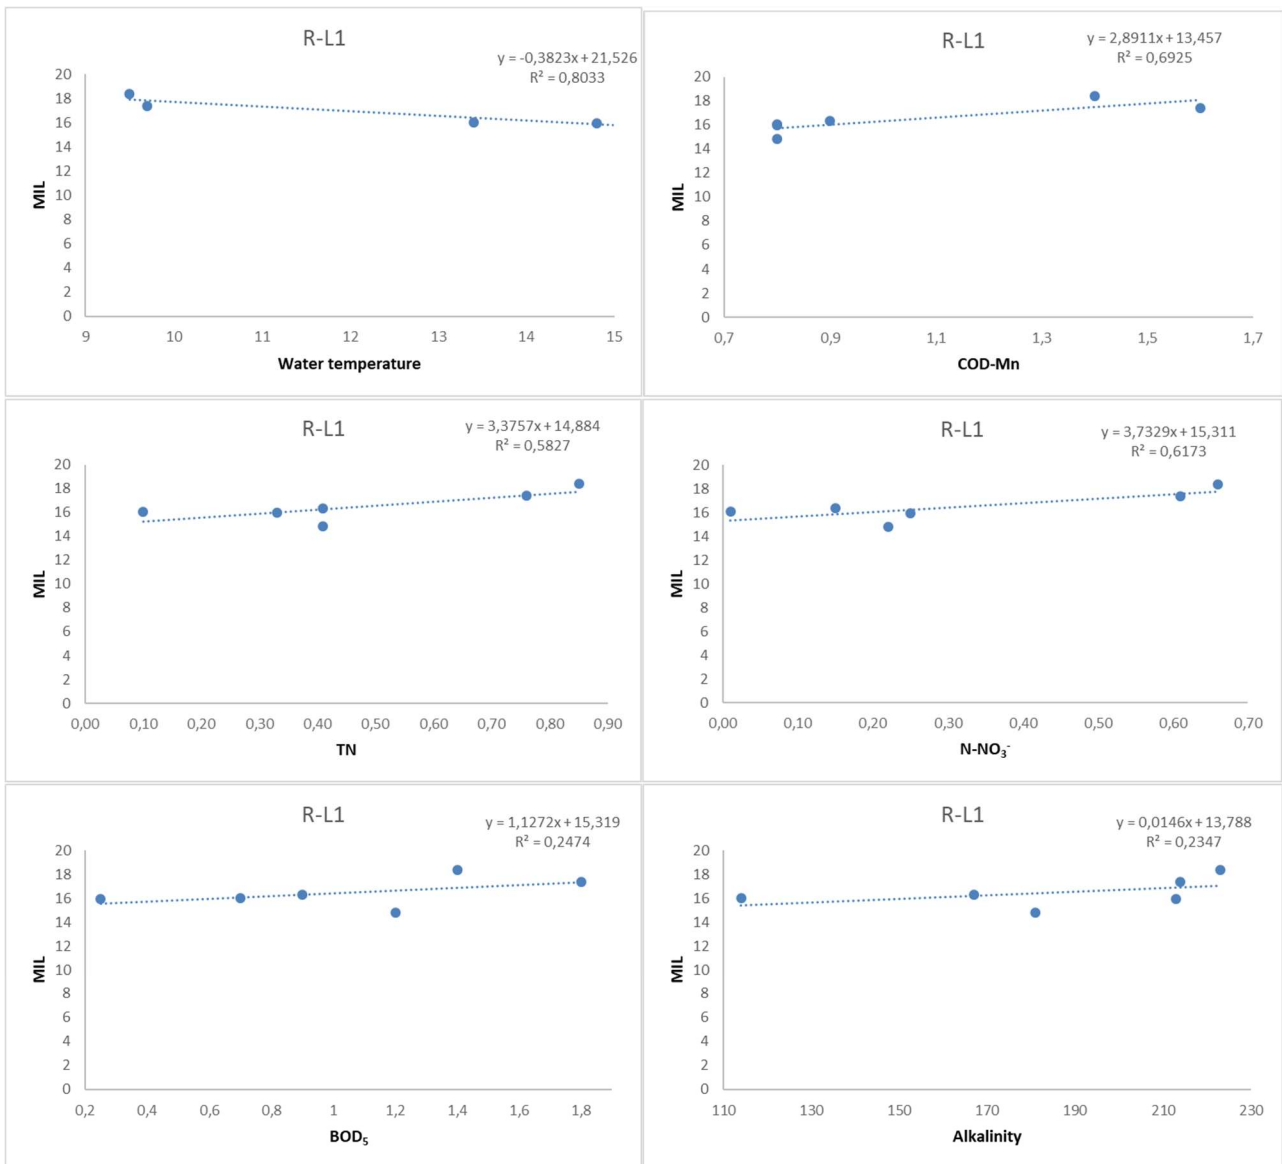 R-L1
y = -0,3823x + 21,526
R² = 0,8033
20
18
16
14
12
10
8
6
4
2
0
MIL
9 10 11 12 13 14 15
Water temperature
R-L1
y = 2,8911x + 13,457
R² = 0,6925
20
18
16
14
12
10
8
6
4
2
0
MIL
0,7 0,9 1,1 1,3 1,5 1,7
COD-Mn
R-L1
y = 3,3757x + 14,884
R² = 0,5827
20
18
16
14
12
10
8
6
4
2
0
MIL
0,00 0,10 0,20 0,30 0,40 0,50 0,60 0,70 0,80 0,90
TN
R-L1
y = 3,7329x + 15,311
R² = 0,6173
20
18
16
14
12
10
8
6
4
2
0
MIL
0,00 0,10 0,20 0,30 0,40 0,50 0,60 0,70
N-NO₃⁻
R-L1
y = 1,1272x + 15,319
R² = 0,2474
20
18
16
14
12
10
8
6
4
2
0
MIL
0,2 0,4 0,6 0,8 1 1,2 1,4 1,6 1,8
BOD₅
R-L1
y = 0,0146x + 13,788
R² = 0,2347
20
18
16
14
12
10
8
6
4
2
0
MIL
110 130 150 170 190 210 230
Alkalinity